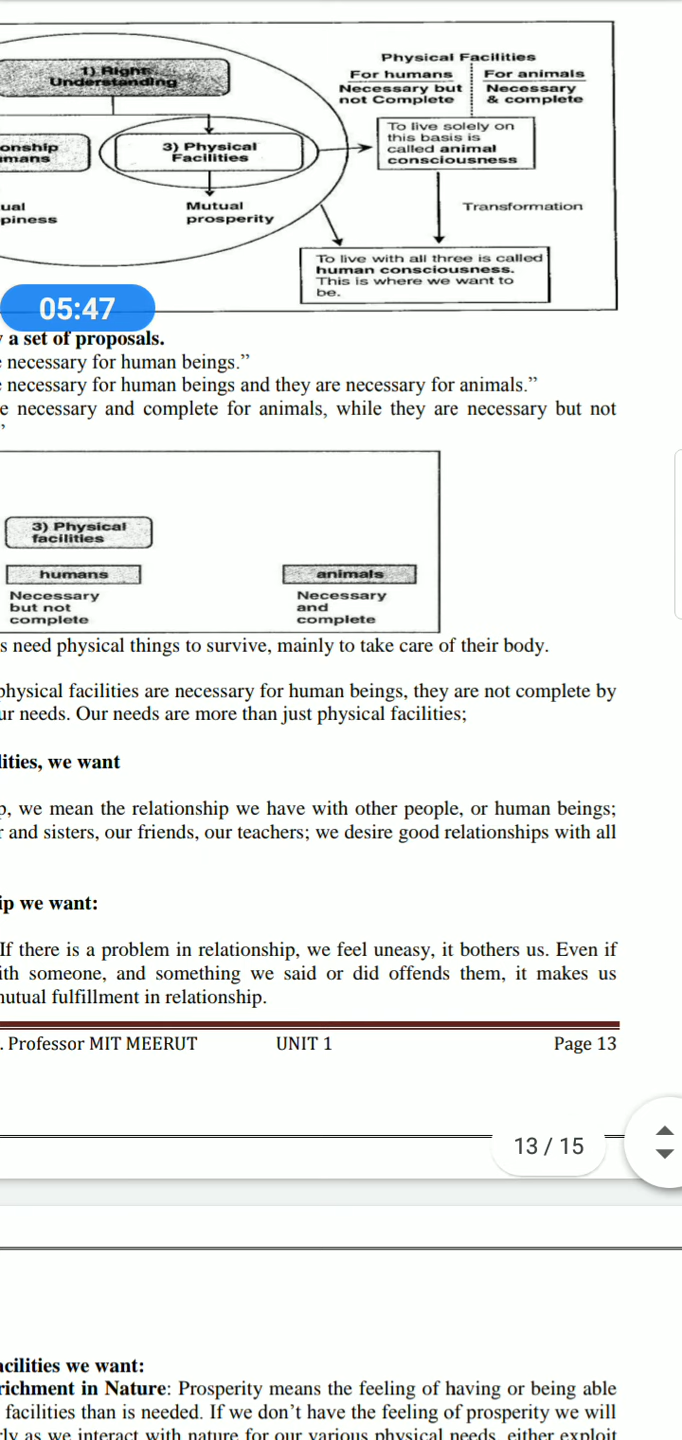 1) Right
Understanding
Physical Facilities
For humans
Necessary but
not Complete
For animals
Necessary
& complete
onship
mans
3) Physical
Facilities
To live solely on
this basis is
called animal
consciousness
ual
piness
Mutual
prosperity
Transformation
To live with all three is called
human consciousness.
This is where we want to
be.
05:47
y a set of proposals.
e necessary for human beings.”
e necessary for human beings and they are necessary for animals.”
e necessary and complete for animals, while they are necessary but not
”
3) Physical
facilities
humans
animals
Necessary
but not
complete
Necessary
and
complete
s need physical things to survive, mainly to take care of their body.
physical facilities are necessary for human beings, they are not complete by
ur needs. Our needs are more than just physical facilities;
lities, we want
p, we mean the relationship we have with other people, or human beings;
r and sisters, our friends, our teachers; we desire good relationships with all
ip we want:
If there is a problem in relationship, we feel uneasy, it bothers us. Even if
ith someone, and something we said or did offends them, it makes us
mutual fulfillment in relationship.
. Professor MIT MEERUT UNIT 1 Page 13
13 / 15
acilities we want:
richment in Nature: Prosperity means the feeling of having or being able
facilities than is needed. If we don’t have the feeling of prosperity we will
rly as we interact with nature for our various physical needs, either exploit